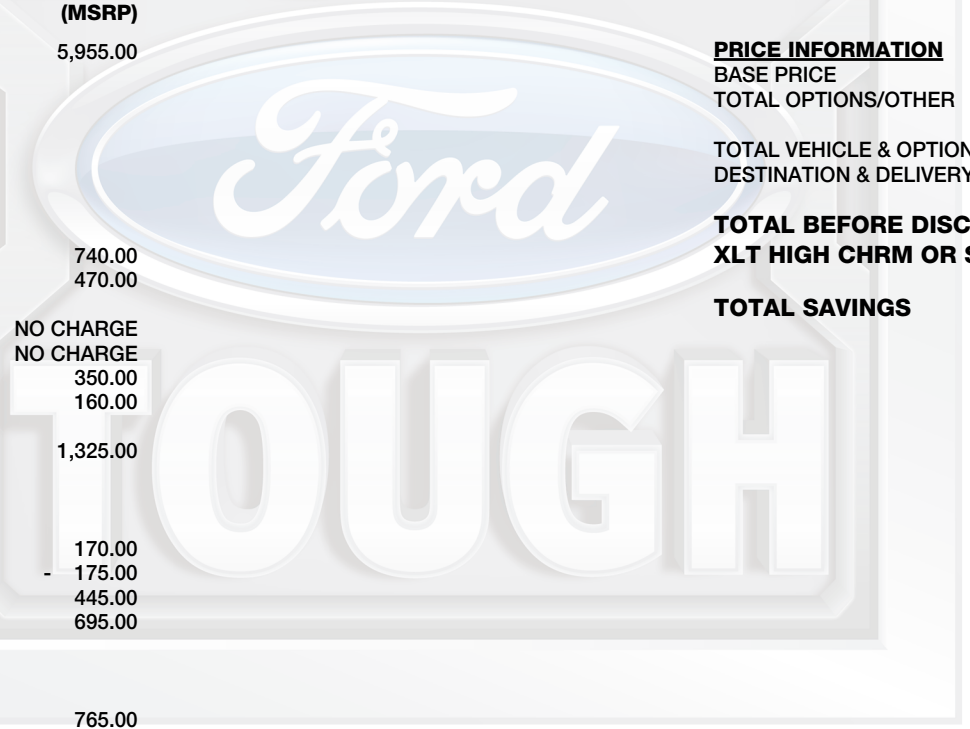 (MSRP)
5,955.00
740.00
470.00
NO CHARGE
NO CHARGE
350.00
160.00
1,325.00
170.00
- 175.00
445.00
695.00
765.00
PRICE INFORMATION
BASE PRICE
TOTAL OPTIONS/OTHER
TOTAL VEHICLE & OPTION
DESTINATION & DELIVERY
TOTAL BEFORE DISC
XLT HIGH CHRM OR S
TOTAL SAVINGS
Ford
TOUGH